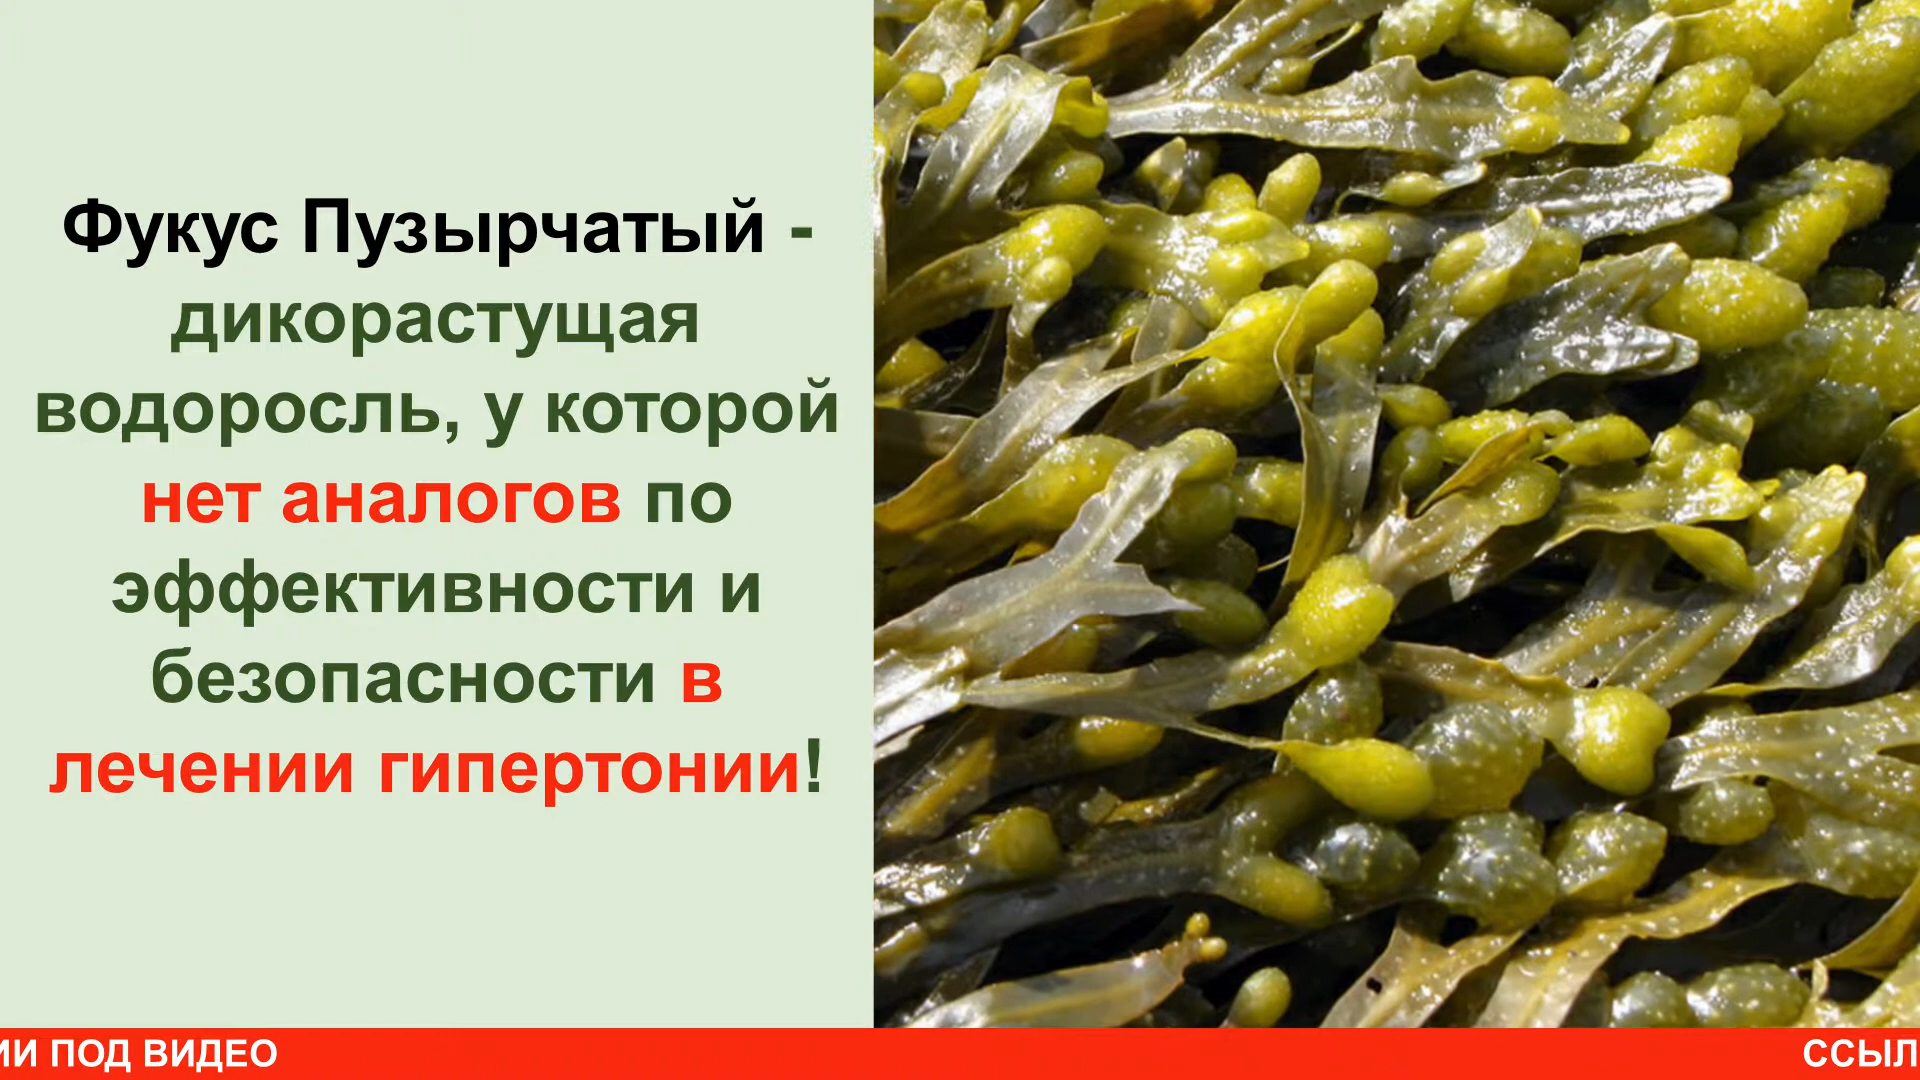 Фукус Пузырчатый -
дикорастущая
водоросль, у которой
нет аналогов по
эффективности и
безопасности в
лечении гипертонии!
ИИ ПОД ВИДЕО
ССЫЛ